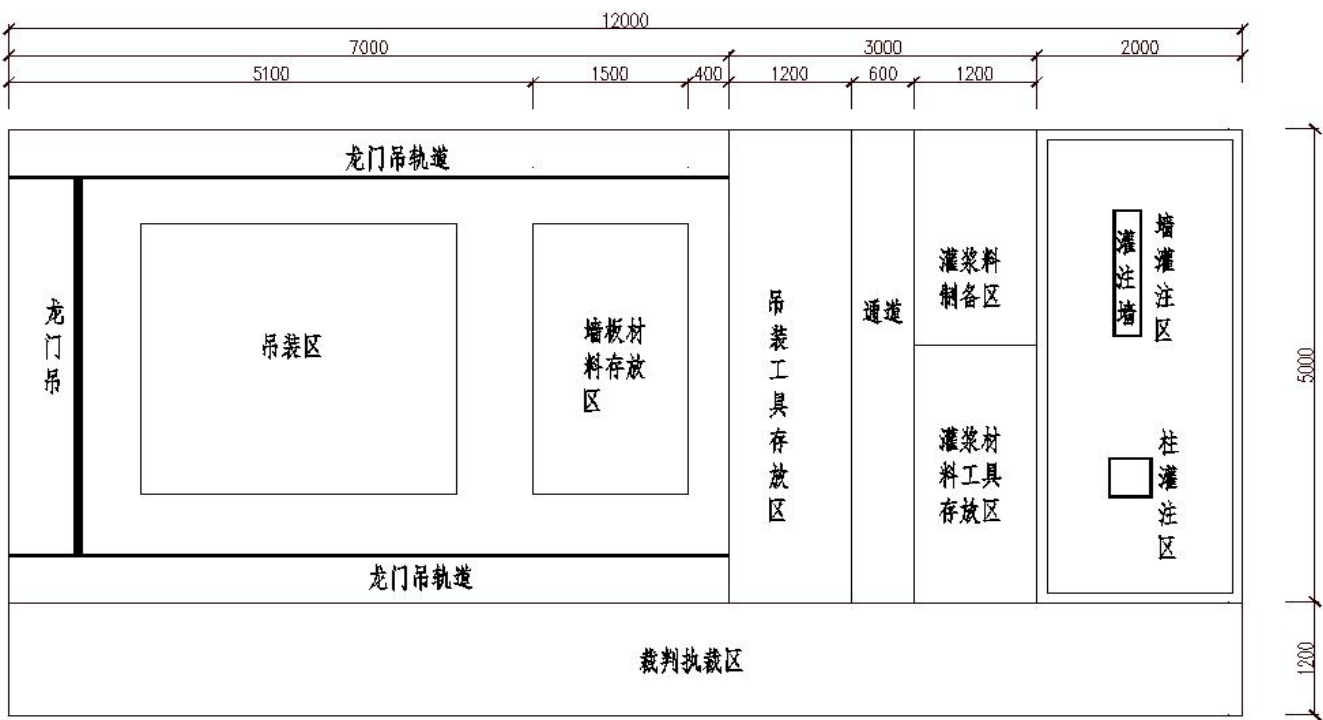 12000
7000
3000
2000
5100
1500
400
1200
600
1200
龙门吊轨道
龙门吊
吊装区
墙板材
料存放
区
吊装工具存放区
通道
灌浆料
制备区
灌浆材
料工具
存放区
灌注墙
墙灌注区
柱灌注区
龙门吊轨道
裁判执裁区
5000
1200